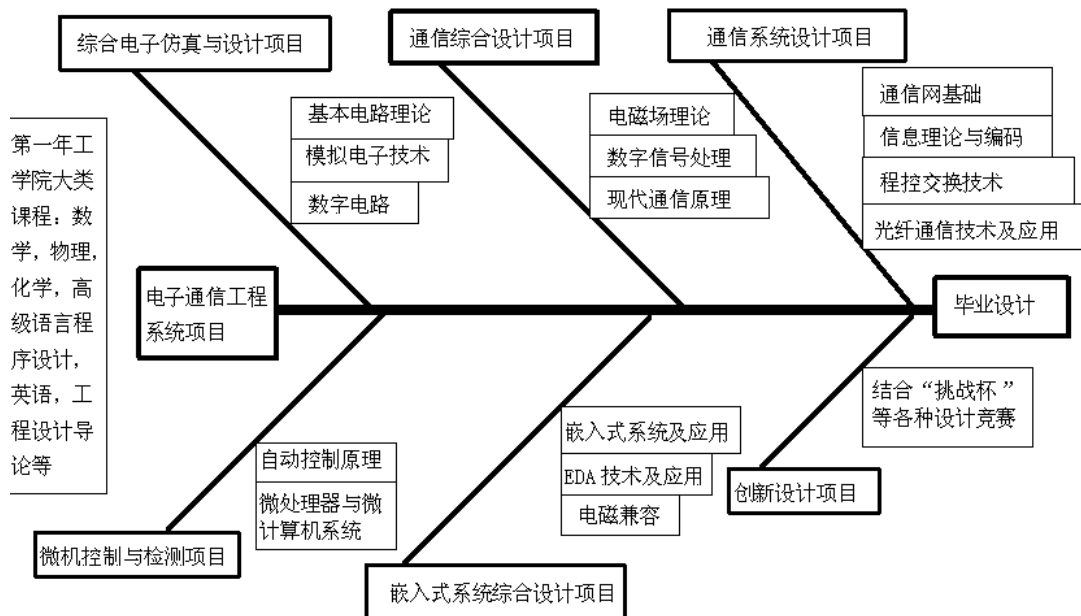 综合电子仿真与设计项目
通信综合设计项目
通信系统设计项目
基本电路理论
模拟电子技术
数字电路
电磁场理论
数字信号处理
现代通信原理
通信网基础
信息理论与编码
程控交换技术
光纤通信技术及应用
第一年工
学院大类
课程：数
学，物理，
化学，高
级语言程
序设计，
英语，工
程设计导
论等
电子通信工程
系统项目
毕业设计
自动控制原理
微处理器与微
计算机系统
嵌入式系统及应用
EDA 技术及应用
电磁兼容
结合“挑战杯”
等各种设计竞赛
微机控制与检测项目
嵌入式系统综合设计项目
创新设计项目